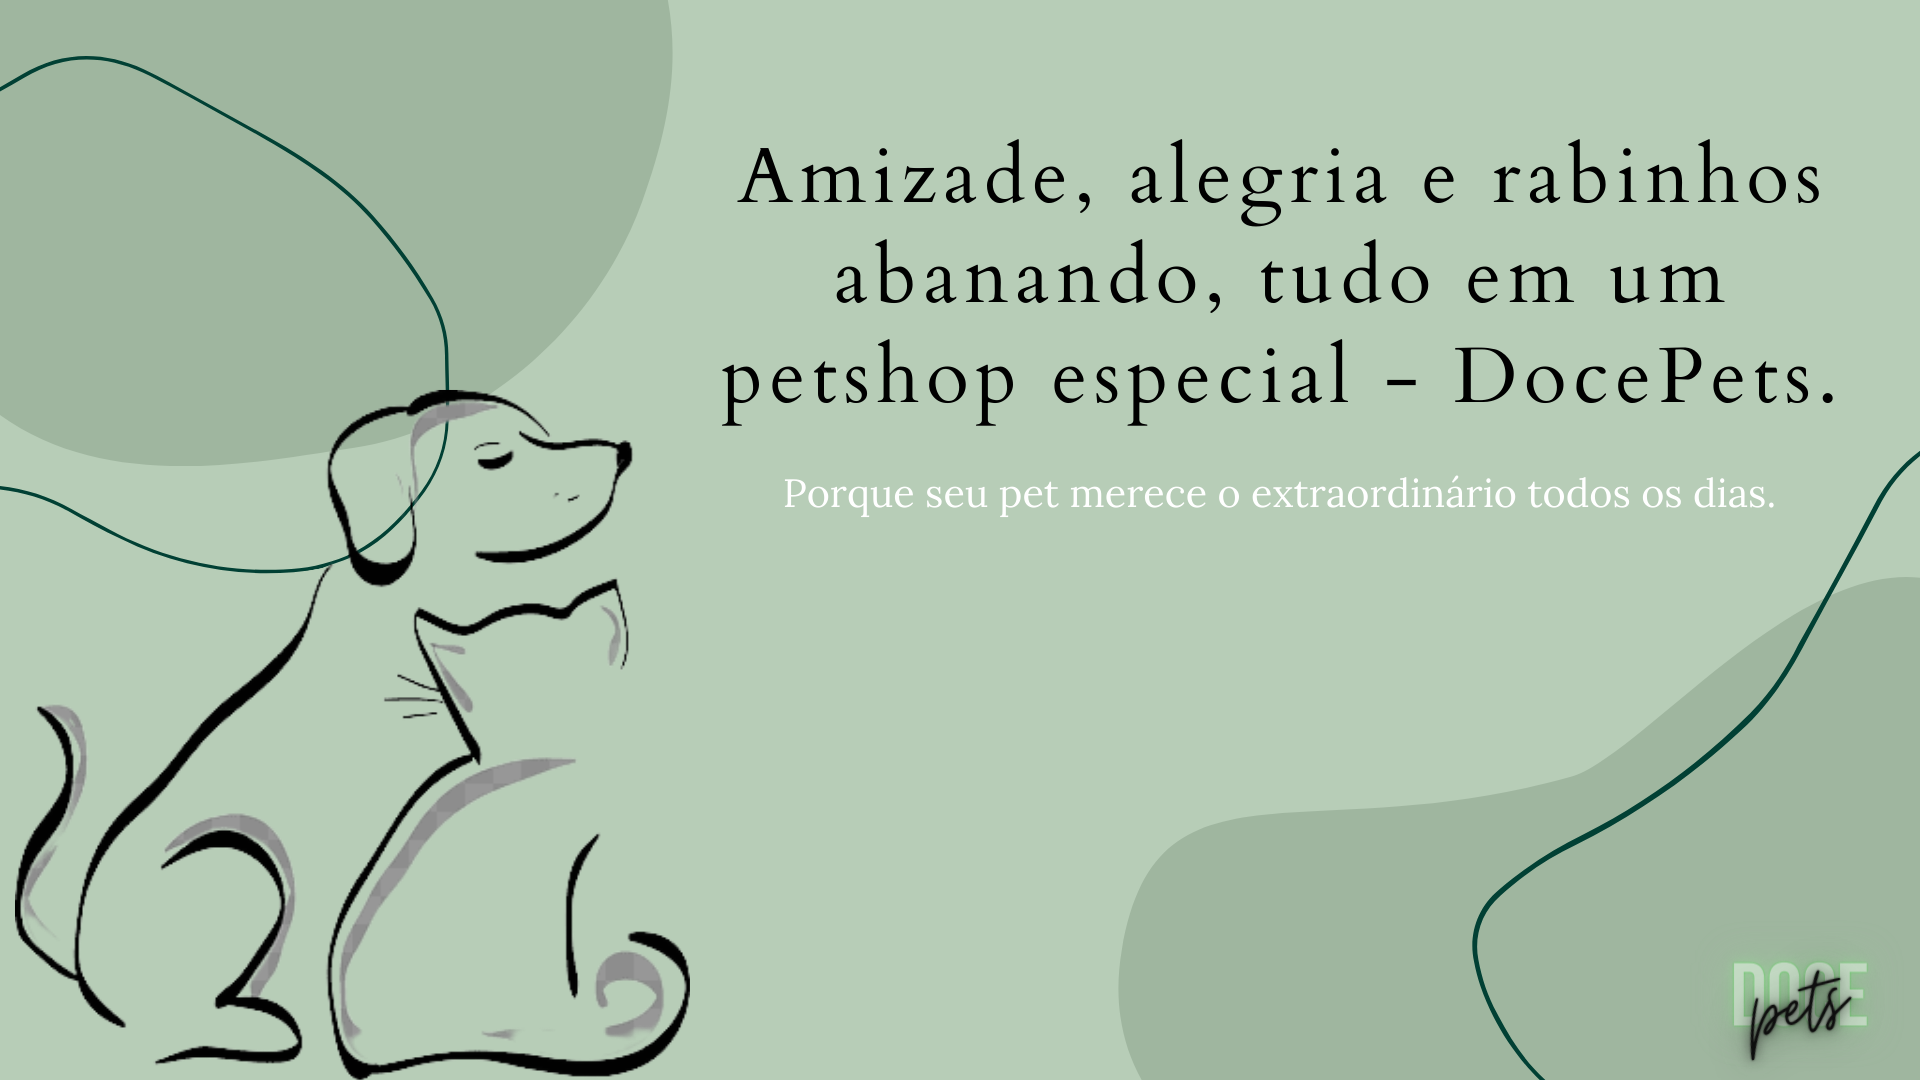 Amizade, alegria e rabinhos
abanando, tudo em um
petshop especial - DocePets.
Porque seu pet merece o extraordinário todos os dias.
DOCE
pets